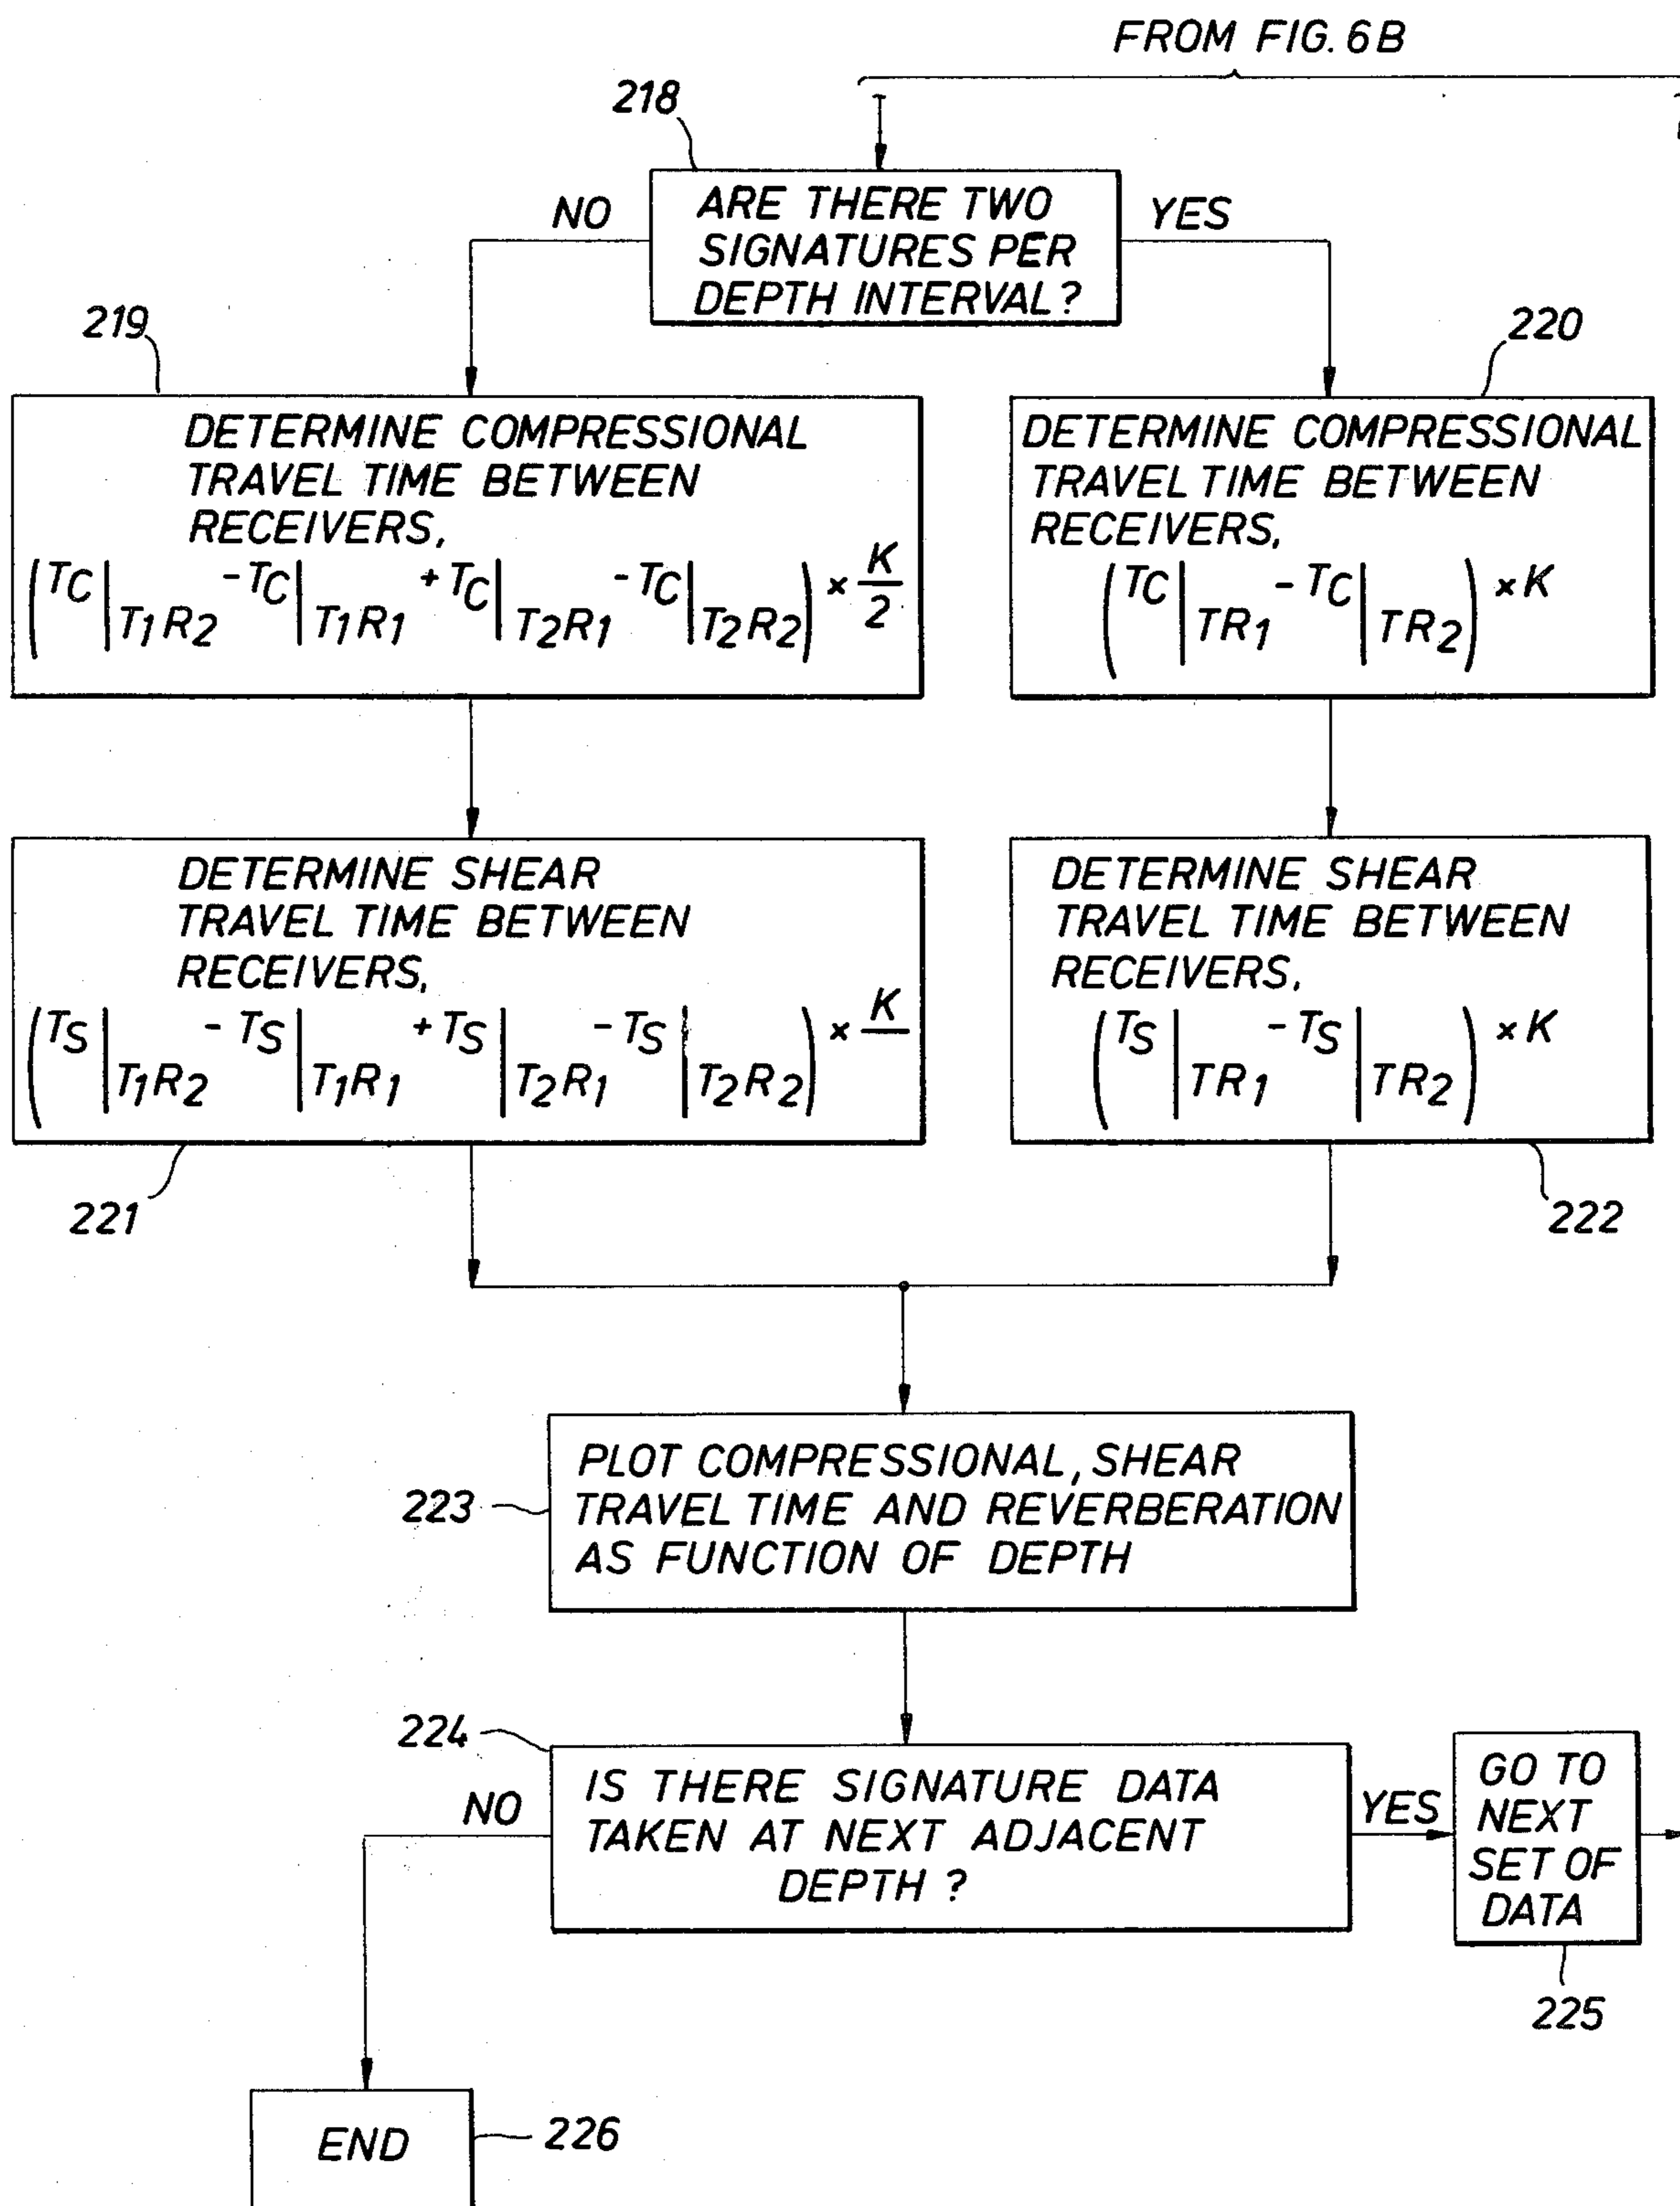 FROM FIG. 6B
218
ARE THERE TWO
SIGNATURES PER
DEPTH INTERVAL?
NO
YES
219
DETERMINE COMPRESSIONAL
TRAVEL TIME BETWEEN
RECEIVERS,
(TC|T1R2 -TC|T1R1 +TC|T2R1 -TC|T2R2) x K/2
220
DETERMINE COMPRESSIONAL
TRAVEL TIME BETWEEN
RECEIVERS,
(TC|TR1 -TC|TR2) x K
DETERMINE SHEAR
TRAVEL TIME BETWEEN
RECEIVERS,
(TS|T1R2 -TS|T1R1 +TS|T2R1 -TS|T2R2) x K/
221
DETERMINE SHEAR
TRAVEL TIME BETWEEN
RECEIVERS,
(TS|TR1 -TS|TR2) x K
222
223
PLOT COMPRESSIONAL, SHEAR
TRAVEL TIME AND REVERBERATION
AS FUNCTION OF DEPTH
224
IS THERE SIGNATURE DATA
TAKEN AT NEXT ADJACENT
DEPTH ?
NO
YES
GO TO
NEXT
SET OF
DATA
225
END
226